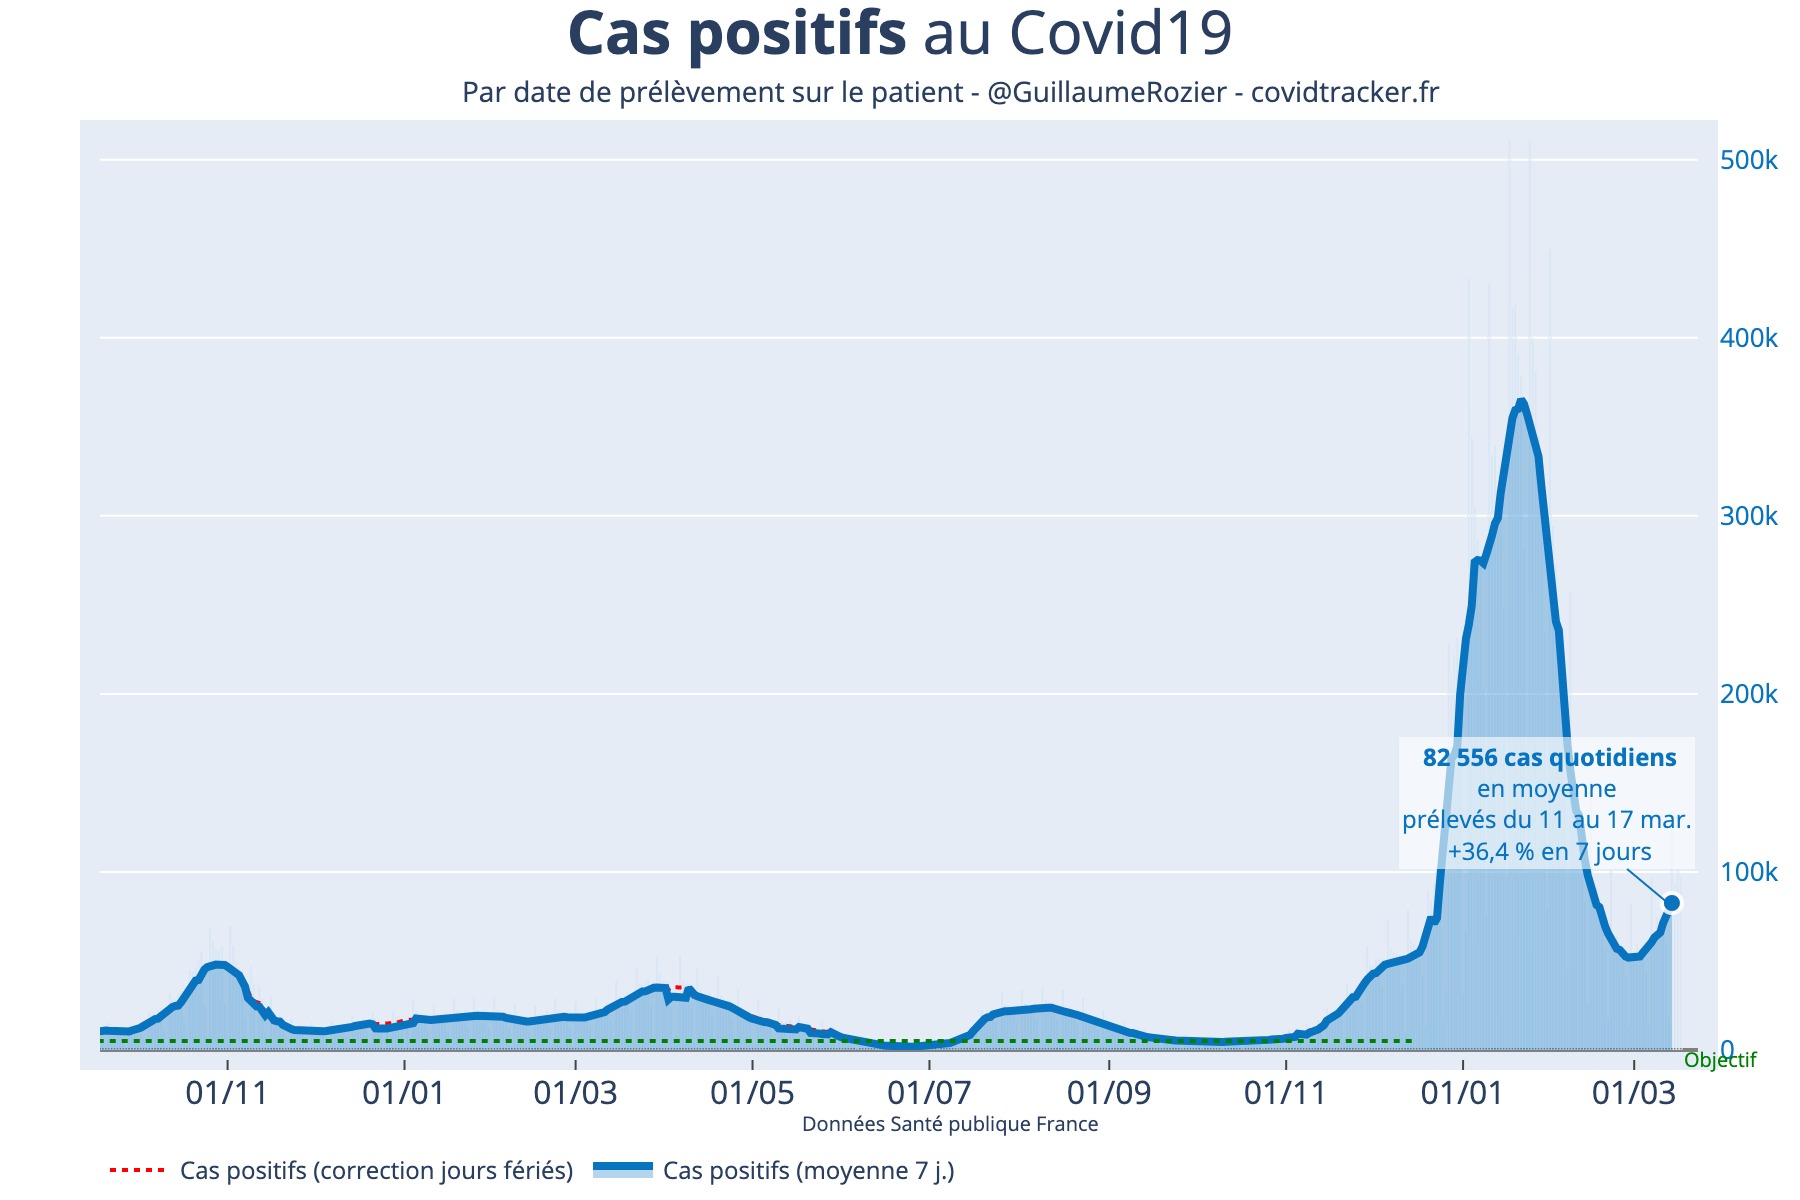 Cas positifs au Covid19
Par date de prélèvement sur le patient - @GuillaumeRozier - covidtracker.fr
500k
400k
300k
200k
82 556 cas quotidiens
en moyenne
prélevés du 11 au 17 mar.
+36,4 % en 7 jours
100k
0
Objectif
01/11 01/01 01/03 01/05 01/07 01/09 01/11 01/01 01/03
Données Santé publique France
Cas positifs (correction jours fériés) Cas positifs (moyenne 7 j.)